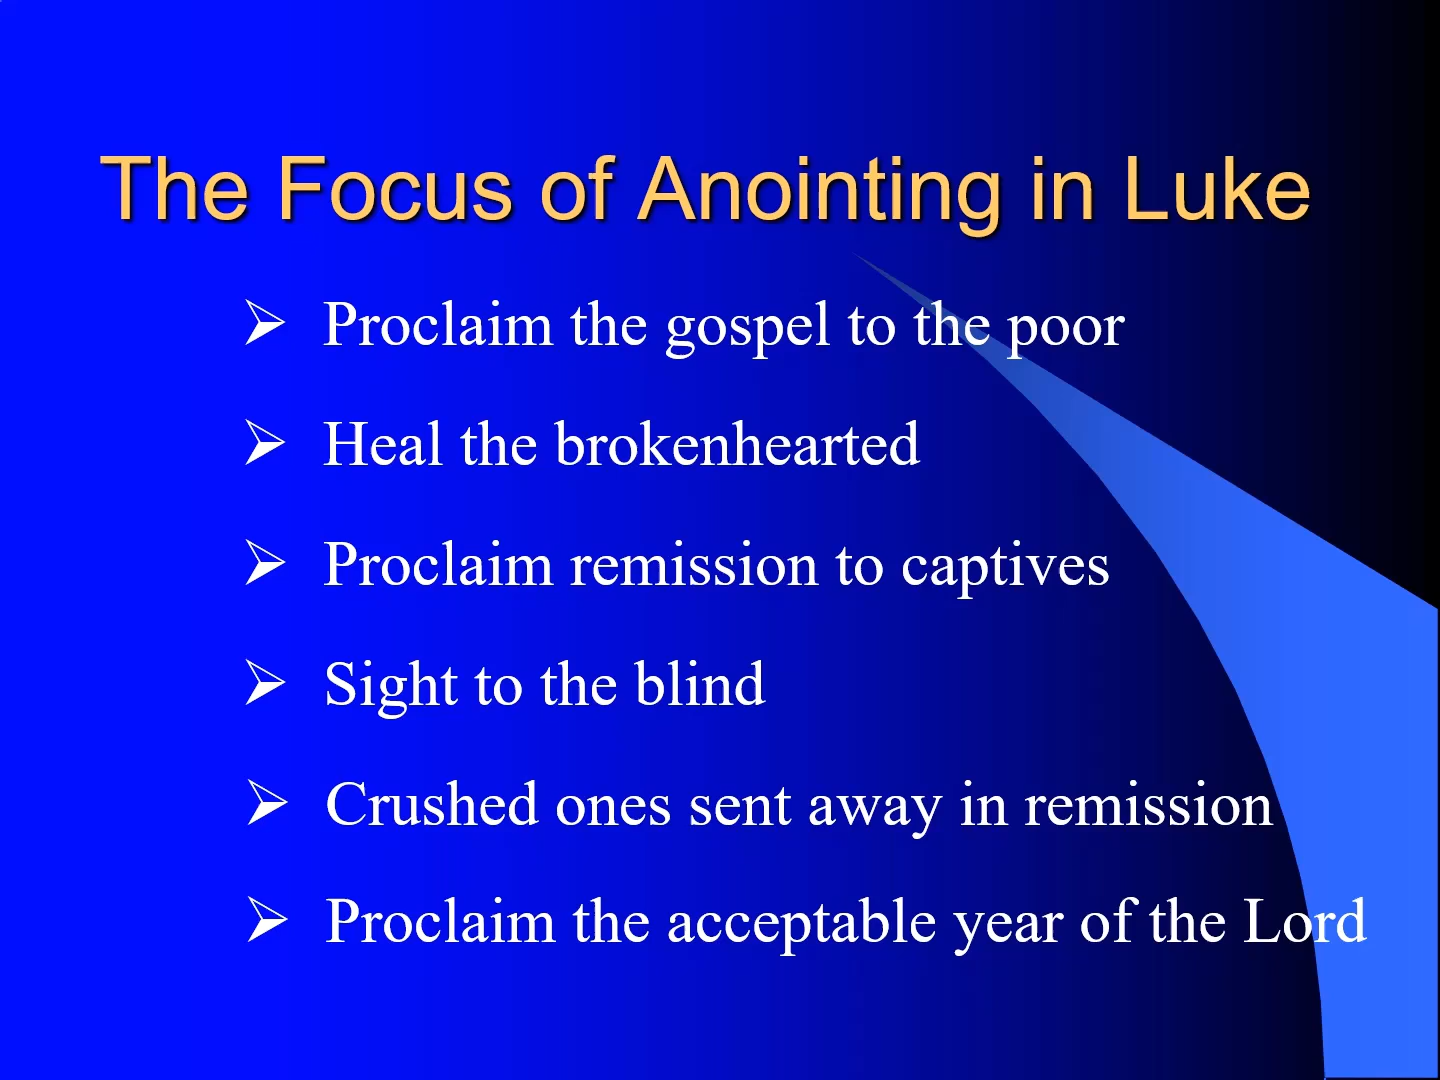 The Focus of Anointing in Luke
➢ Proclaim the gospel to the poor
➢ Heal the brokenhearted
➢ Proclaim remission to captives
➢ Sight to the blind
➢ Crushed ones sent away in remission
➢ Proclaim the acceptable year of the Lord